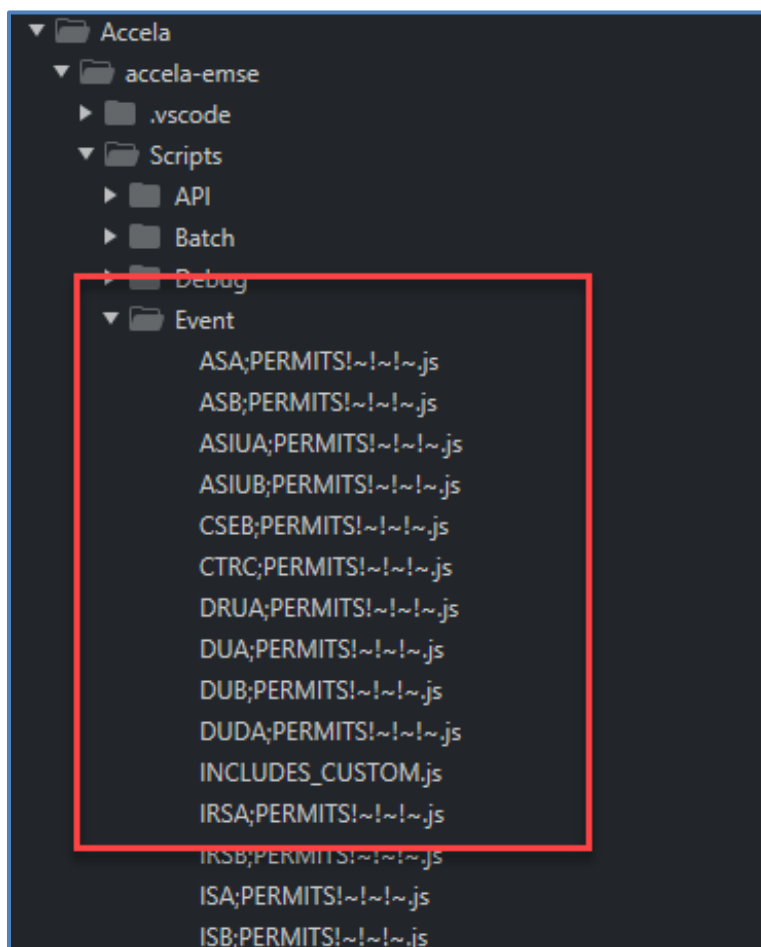 Accela
accela-emse
.vscode
Scripts
API
Batch
Debug
Event
ASA;PERMITS!~!~!~.js
ASB;PERMITS!~!~!~.js
ASIUA;PERMITS!~!~!~.js
ASIUB;PERMITS!~!~!~.js
CSEB;PERMITS!~!~!~.js
CTRC;PERMITS!~!~!~.js
DRUA;PERMITS!~!~!~.js
DUA;PERMITS!~!~!~.js
DUB;PERMITS!~!~!~.js
DUDA;PERMITS!~!~!~.js
INCLUDES_CUSTOM.js
IRSA;PERMITS!~!~!~.js
IRSB;PERMITS!~!~!~.js
ISA;PERMITS!~!~!~.js
ISB;PERMITS!~!~!~.js